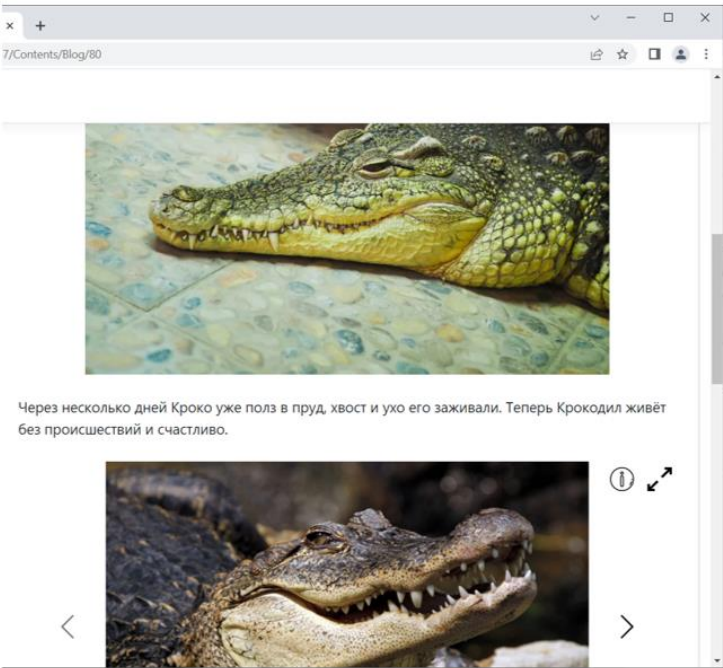 7/Contents/Blog/80
Через несколько дней Кроко уже полз в пруд, хвост и ухо его заживали. Теперь Крокодил живёт
без происшествий и счастливо.